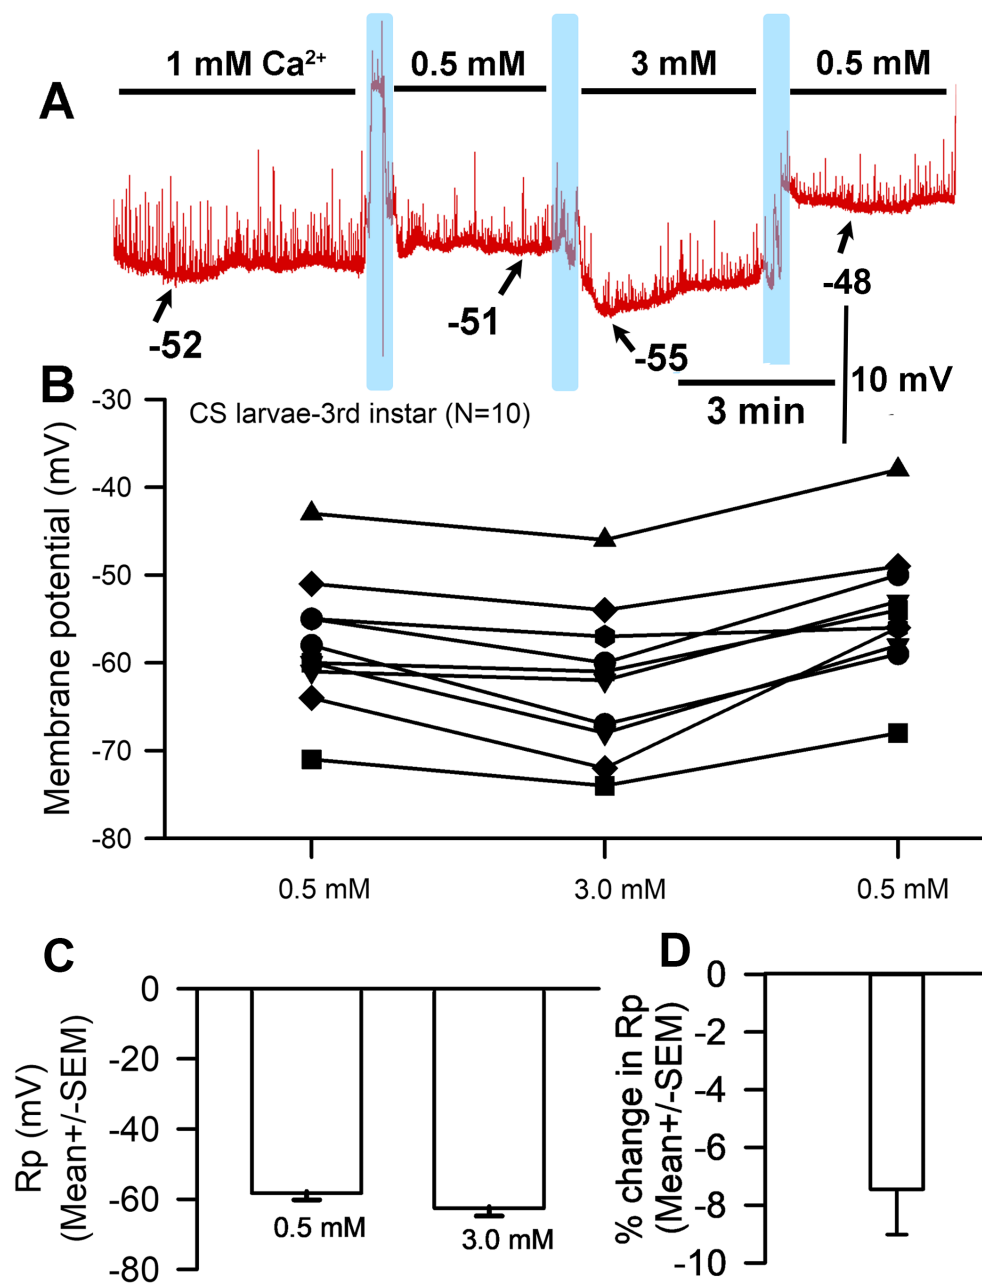 1 mM Ca²⁺ 0.5 mM 3 mM 0.5 mM
A
-52
-51
-55
-48
3 min
10 mV
B
CS larvae-3rd instar (N=10)
Membrane potential (mV)
-30
-40
-50
-60
-70
-80
0.5 mM 3.0 mM 0.5 mM
C
Rp (mV)
(Mean+/-SEM)
0
-20
-40
-60
-80
0.5 mM
3.0 mM
D
% change in Rp
(Mean+/-SEM)
0
-2
-4
-6
-8
-10